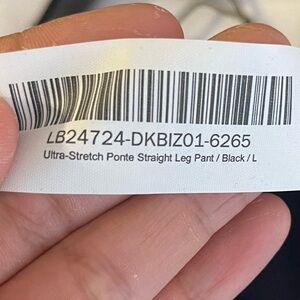 LB24724-DKBIZ01-6265
Ultra-Stretch Ponte Straight Leg Pant / Black / L